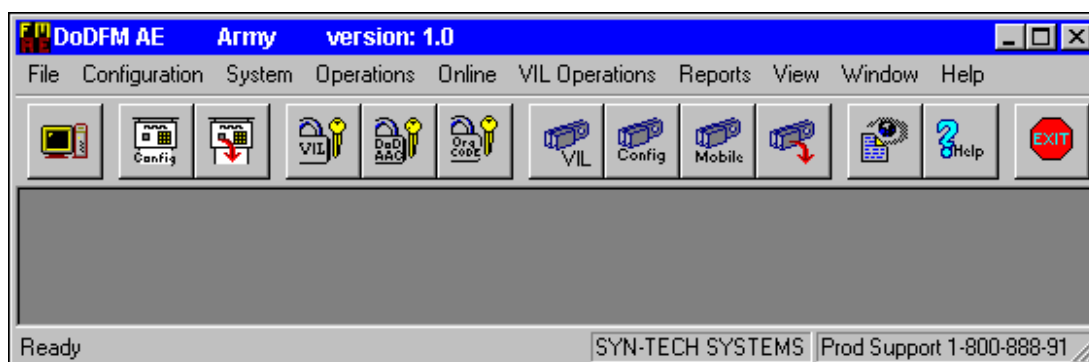 FM AE DoDFM AE Army version: 1.0
File Configuration System Operations Online VIL Operations Reports View Window Help
Config VIL DoD AAC Org CODE VIL Config Mobile Help EXIT
Ready SYN-TECH SYSTEMS Prod Support 1-800-888-91